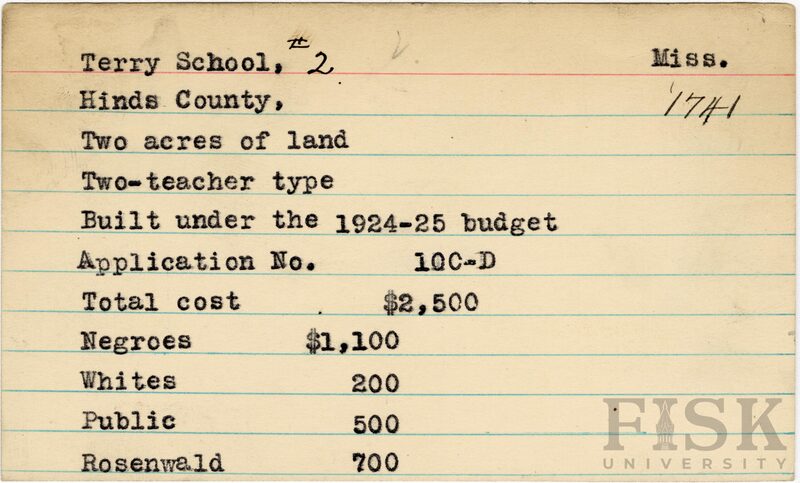 Terry School, #2 Miss.
Hinds County, 1741
Two acres of land
Two-teacher type
Built under the 1924-25 budget
Application No. 10C-D
Total cost $2,500
Negroes $1,100
Whites 200
Public 500
Rosenwald 700
FISK
UNIVERSITY